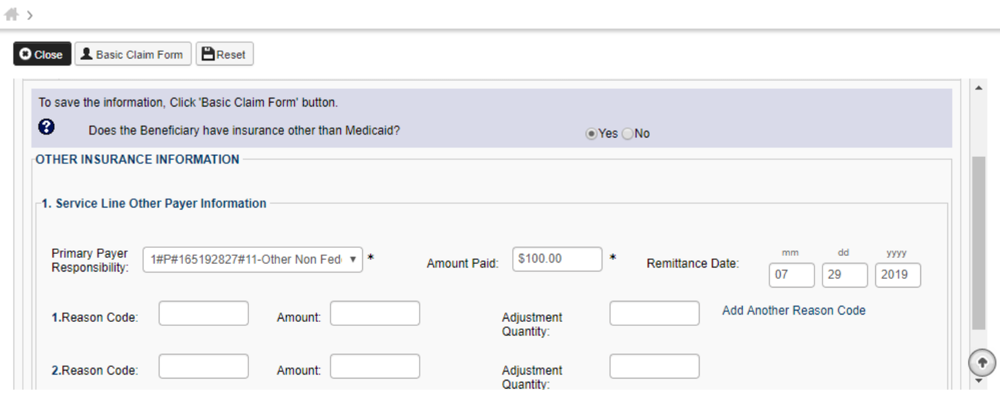 Close Basic Claim Form Reset
To save the information, Click 'Basic Claim Form' button.
? Does the Beneficiary have insurance other than Medicaid? Yes No
OTHER INSURANCE INFORMATION
1. Service Line Other Payer Information
mm dd yyyy
Primary Payer
Responsibility: 1#P#165192827#11-Other Non Fed * Amount Paid: $100.00 * Remittance Date: 07 29 2019
1.Reason Code: Amount: Adjustment
Quantity: Add Another Reason Code
2.Reason Code: Amount: Adjustment
Quantity: